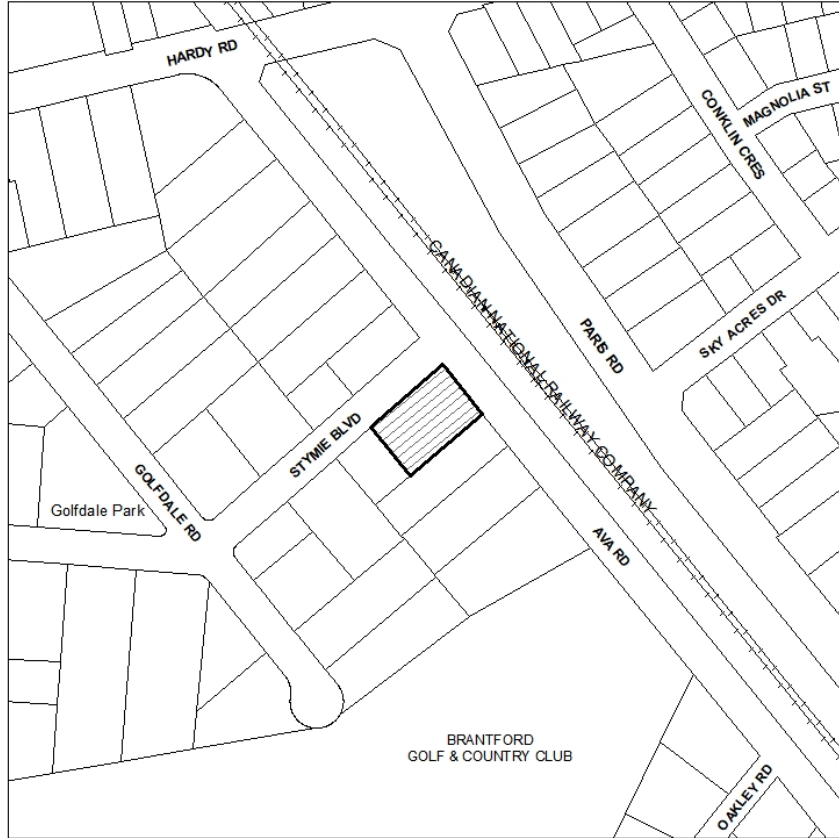 HARDY RD
CONKLIN CRES
MAGNOLIA ST
CANADIAN NATIONAL RAILWAY COMPANY
PARIS RD
SKY ACRES DR
STYMIE BLVD
GOLFDALE RD
Golfdale Park
AVA RD
BRANTFORD
GOLF & COUNTRY CLUB
OAKLEY RD